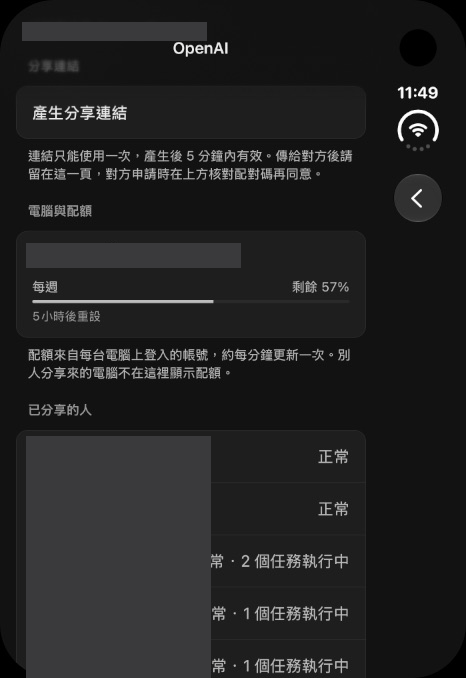 OpenAI
11:49
分享連結
產生分享連結
連結只能使用一次，產生後 5 分鐘內有效。傳給對方後請
留在這一頁，對方申請時在上方核對配對碼再同意。
電腦與配額
每週 剩餘 57%
5小時後重設
配額來自每台電腦上登入的帳號，約每分鐘更新一次。別
人分享來的電腦不在這裡顯示配額。
已分享的人
正常
正常
常 · 2 個任務執行中
常 · 1 個任務執行中
常 · 1 個任務執行中